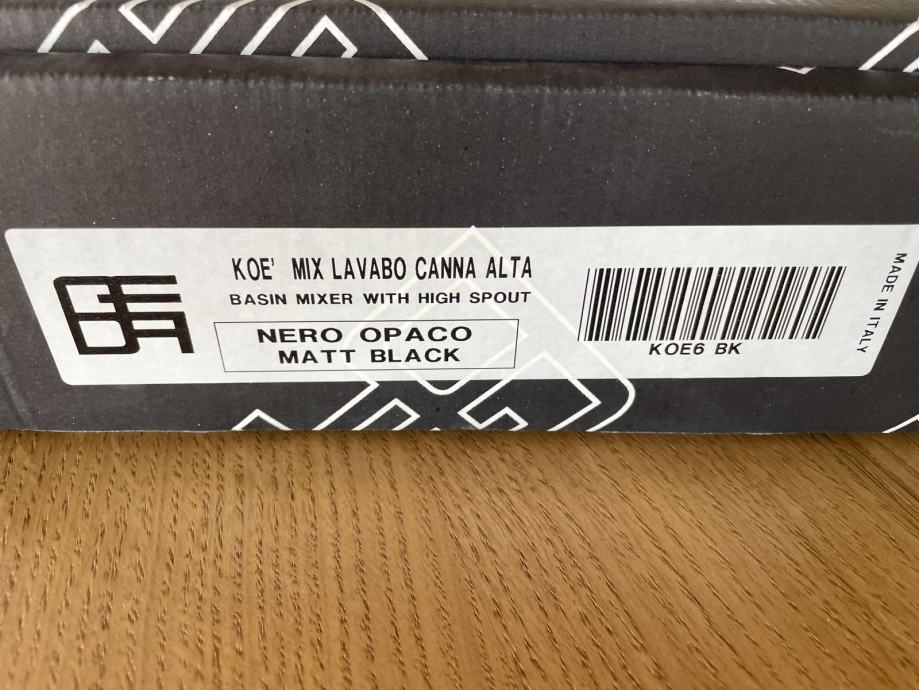 KOE' MIX LAVABO CANNA ALTA
BASIN MIXER WITH HIGH SPOUT
NERO OPACO
MATT BLACK
KOE6 BK
MADE IN ITALY